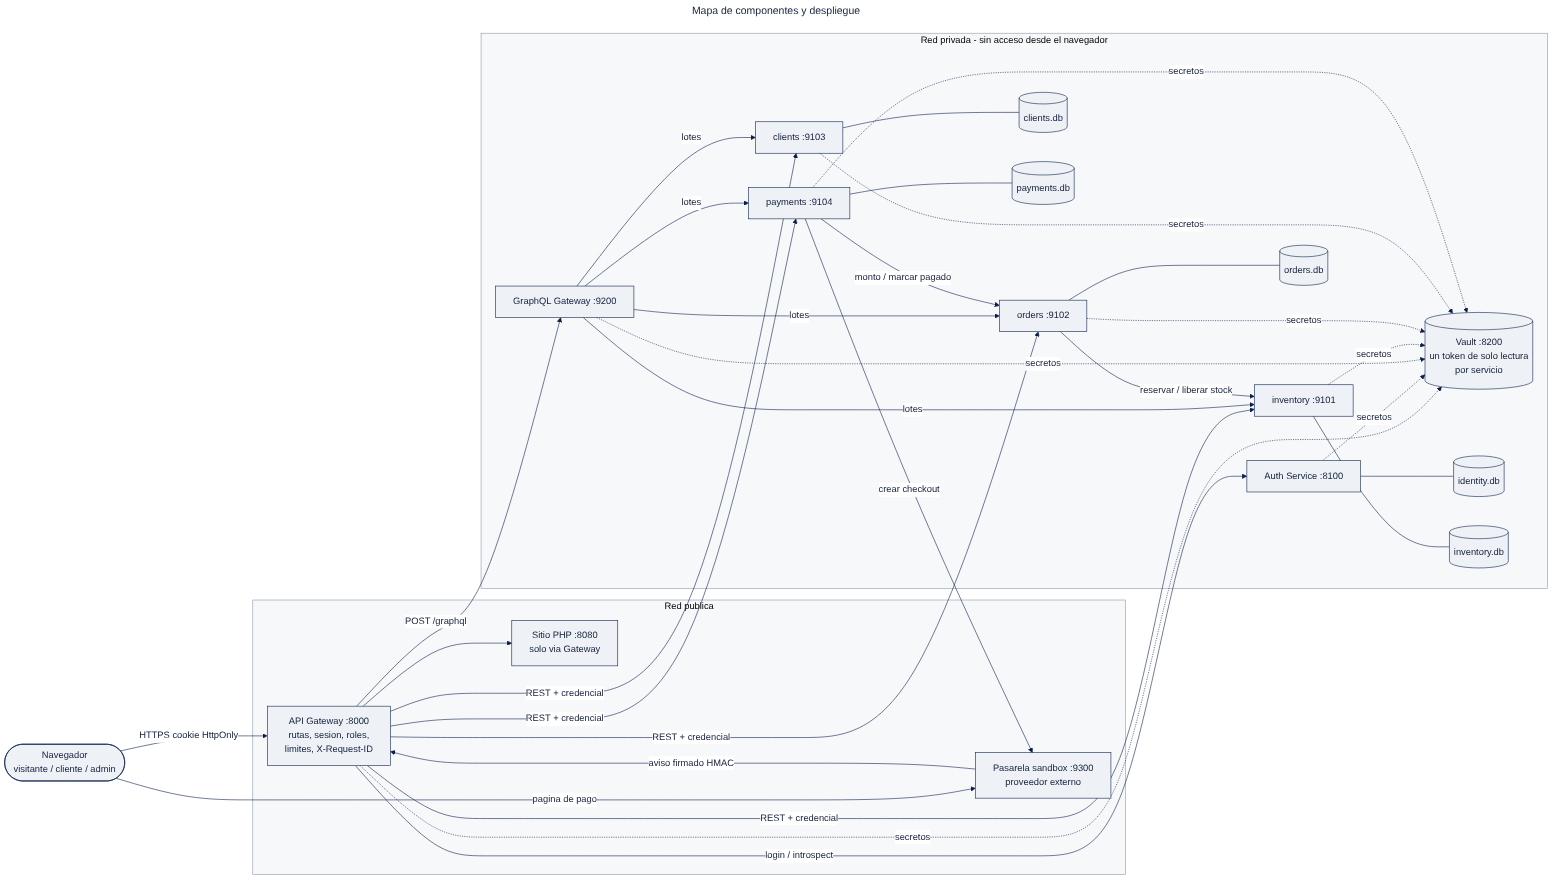 Mapa de componentes y despliegue
Red privada - sin acceso desde el navegador
secretos
clients.db
lotes
clients :9103
payments.db
lotes
payments :9104
secretos
orders.db
monto / marcar pagado
GraphQL Gateway :9200
orders :9102
lotes
secretos
Vault :8200
un token de solo lectura
por servicio
secretos
secretos
reservar / liberar stock
inventory :9101
lotes
secretos
crear checkout
Auth Service :8100
identity.db
inventory.db
Red publica
POST /graphql
Sitio PHP :8080
solo via Gateway
REST + credencial
REST + credencial
API Gateway :8000
rutas, sesion, roles,
limites, X-Request-ID
HTTPS cookie HttpOnly
REST + credencial
Navegador
visitante / cliente / admin
aviso firmado HMAC
Pasarela sandbox :9300
proveedor externo
pagina de pago
REST + credencial
secretos
login / introspect